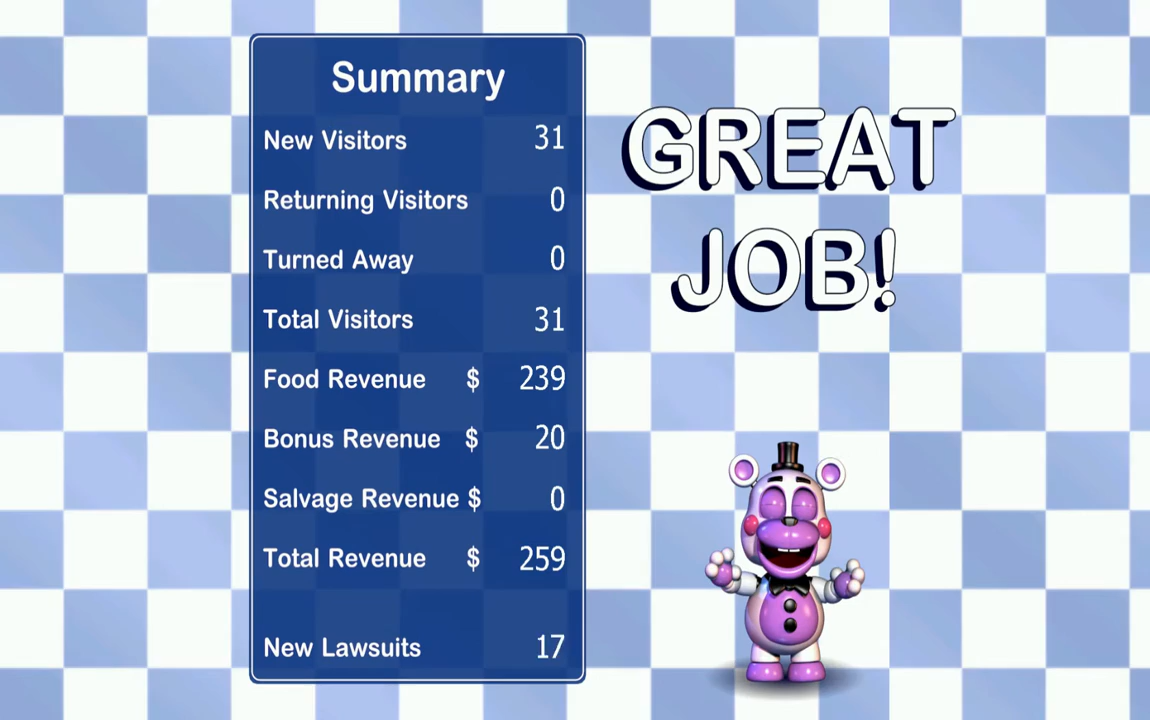 Summary
New Visitors 31
Returning Visitors 0
Turned Away 0
Total Visitors 31
Food Revenue $ 239
Bonus Revenue $ 20
Salvage Revenue $ 0
Total Revenue $ 259
New Lawsuits 17
GREAT
JOB!